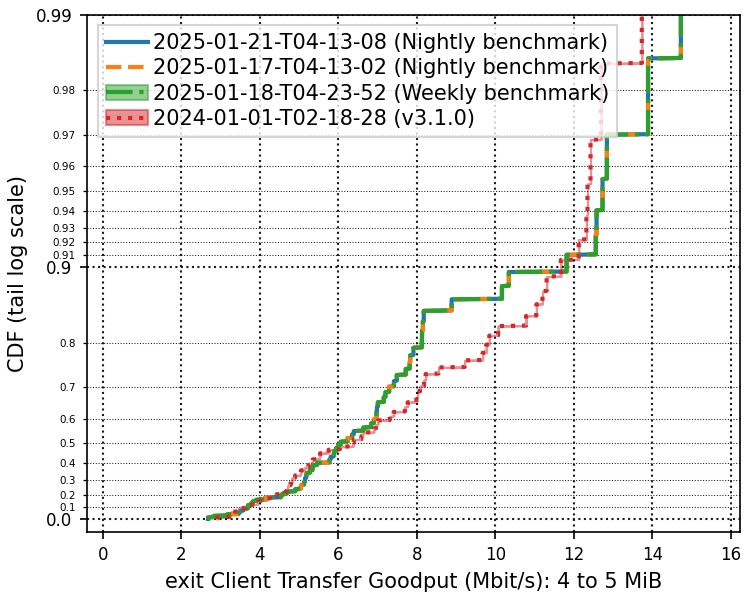 0.99
0.98
0.97
0.96
0.95
0.94
0.93
0.92
0.91
0.9
0.8
0.7
0.6
0.5
0.4
0.3
0.2
0.1
0.0
CDF (tail log scale)
2025-01-21-T04-13-08 (Nightly benchmark)
2025-01-17-T04-13-02 (Nightly benchmark)
2025-01-18-T04-23-52 (Weekly benchmark)
2024-01-01-T02-18-28 (v3.1.0)
0 2 4 6 8 10 12 14 16
exit Client Transfer Goodput (Mbit/s): 4 to 5 MiB